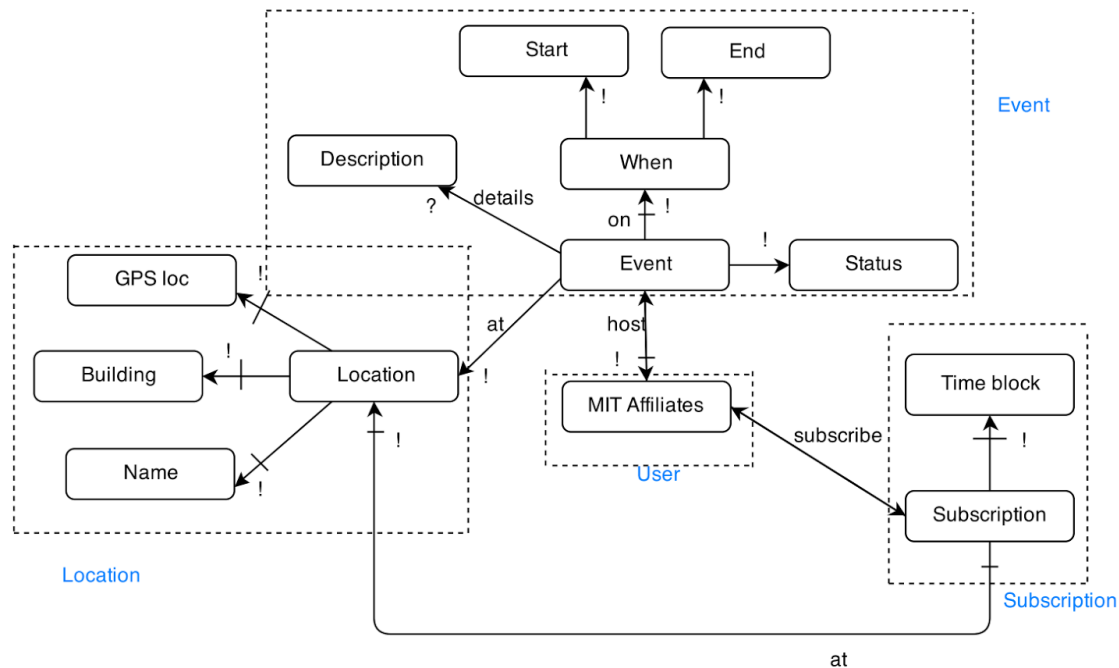 Start
End
!
!
Event
Description
When
details
?
on
!
!
Event
Status
GPS loc
!
at
host
!
Building
Location
!
!
MIT Affiliates
Time block
!
subscribe
!
Name
!
User
Subscription
Location
Subscription
at